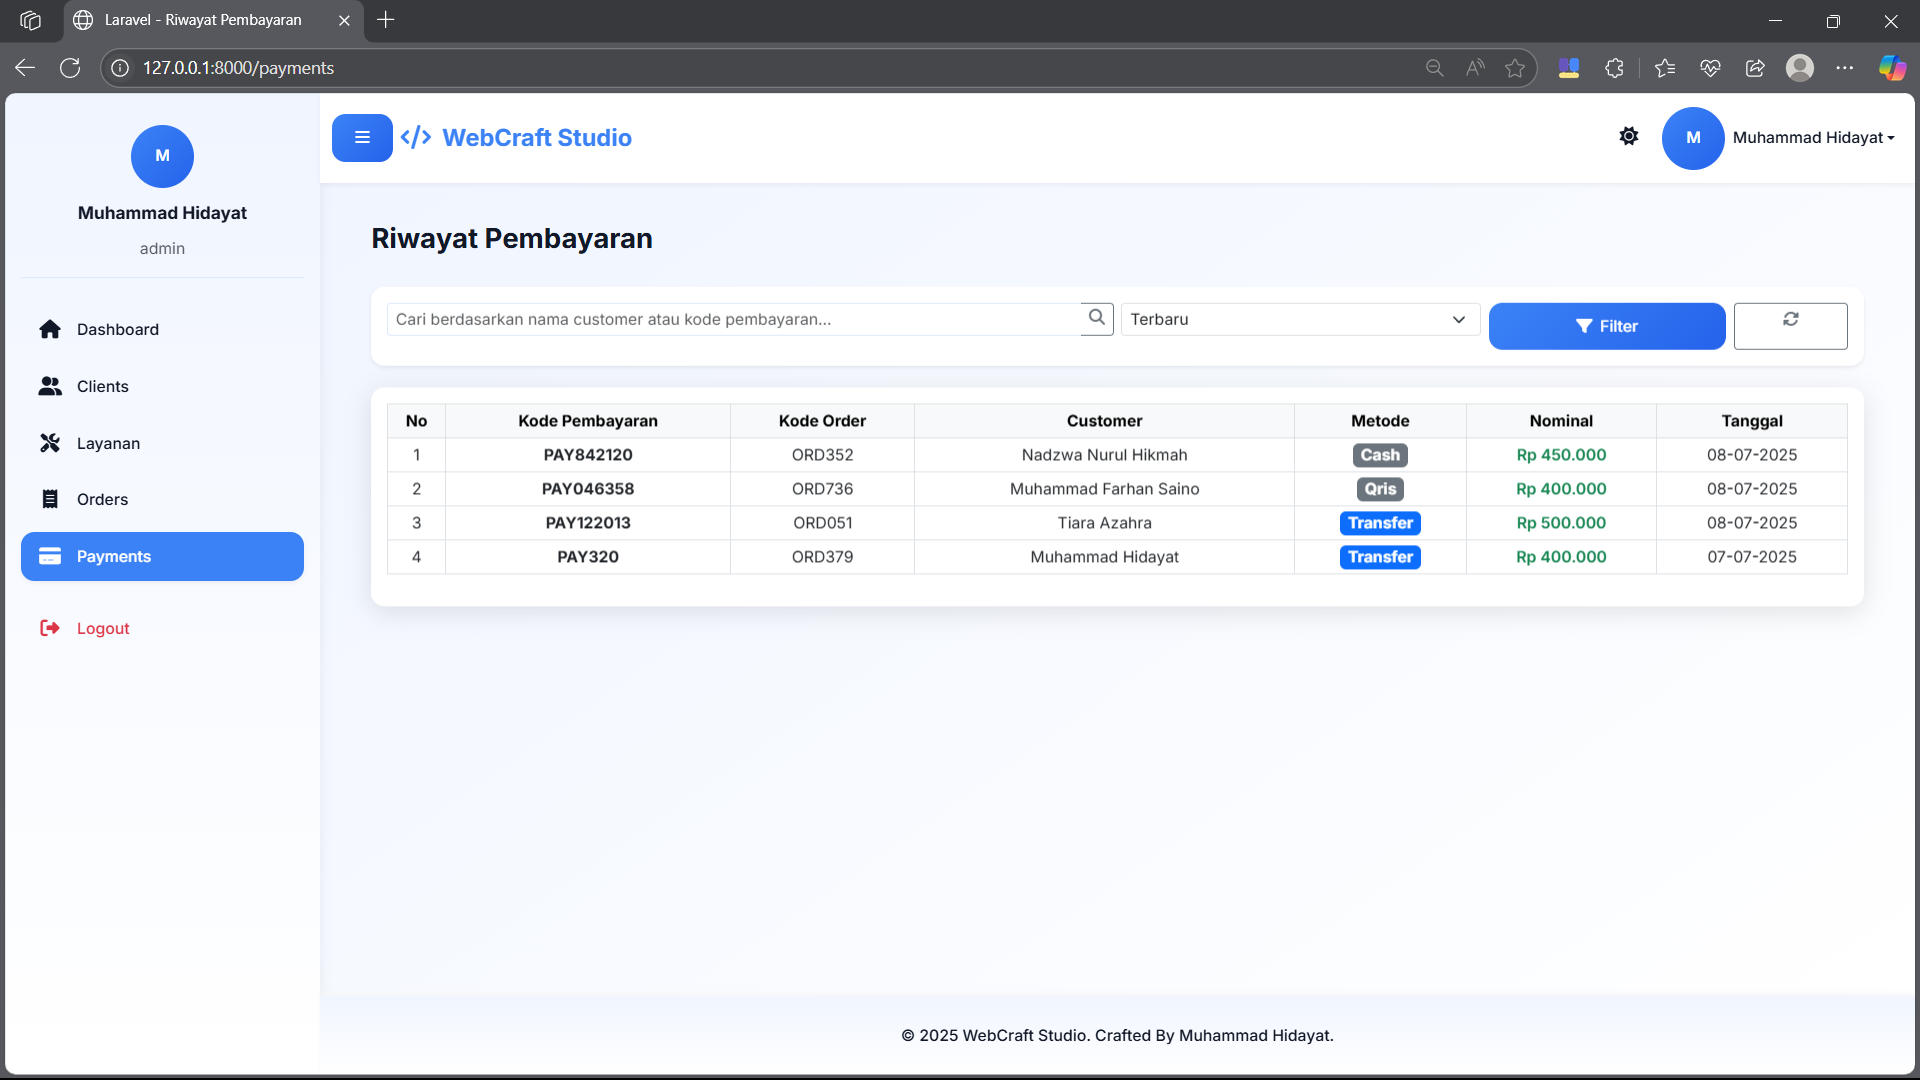 Laravel - Riwayat Pembayaran
127.0.0.1:8000/payments
M
Muhammad Hidayat
admin
Dashboard
Clients
Layanan
Orders
Payments
Logout
</> WebCraft Studio
M Muhammad Hidayat
Riwayat Pembayaran
Cari berdasarkan nama customer atau kode pembayaran... Terbaru Filter
No Kode Pembayaran Kode Order Customer Metode Nominal Tanggal
1 PAY842120 ORD352 Nadzwa Nurul Hikmah Cash Rp 450.000 08-07-2025
2 PAY046358 ORD736 Muhammad Farhan Saino Qris Rp 400.000 08-07-2025
3 PAY122013 ORD051 Tiara Azahra Transfer Rp 500.000 08-07-2025
4 PAY320 ORD379 Muhammad Hidayat Transfer Rp 400.000 07-07-2025
© 2025 WebCraft Studio. Crafted By Muhammad Hidayat.